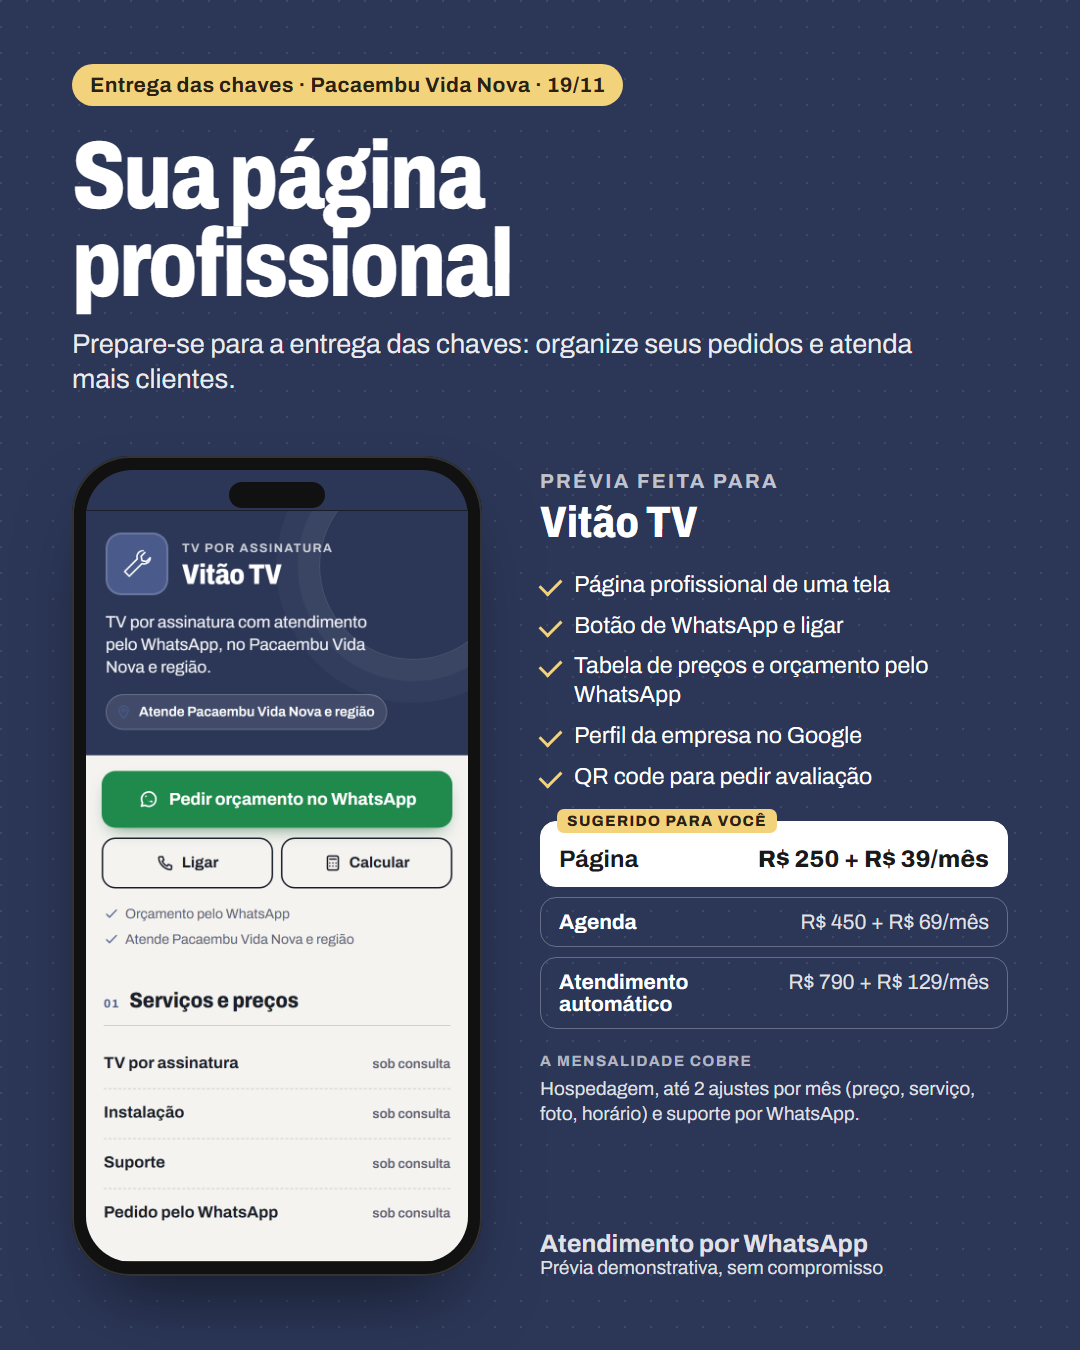 Entrega das chaves · Pacaembu Vida Nova · 19/11
Sua página
profissional
Prepare-se para a entrega das chaves: organize seus pedidos e atenda
mais clientes.
TV POR ASSINATURA
Vitão TV
TV por assinatura com atendimento
pelo WhatsApp, no Pacaembu Vida
Nova e região.
Atende Pacaembu Vida Nova e região
Pedir orçamento no WhatsApp
Ligar
Calcular
Orçamento pelo WhatsApp
Atende Pacaembu Vida Nova e região
01 Serviços e preços
TV por assinatura sob consulta
Instalação sob consulta
Suporte sob consulta
Pedido pelo WhatsApp sob consulta
PRÉVIA FEITA PARA
Vitão TV
Página profissional de uma tela
Botão de WhatsApp e ligar
Tabela de preços e orçamento pelo
WhatsApp
Perfil da empresa no Google
QR code para pedir avaliação
SUGERIDO PARA VOCÊ
Página R$ 250 + R$ 39/mês
Agenda R$ 450 + R$ 69/mês
Atendimento R$ 790 + R$ 129/mês
automático
A MENSALIDADE COBRE
Hospedagem, até 2 ajustes por mês (preço, serviço,
foto, horário) e suporte por WhatsApp.
Atendimento por WhatsApp
Prévia demonstrativa, sem compromisso